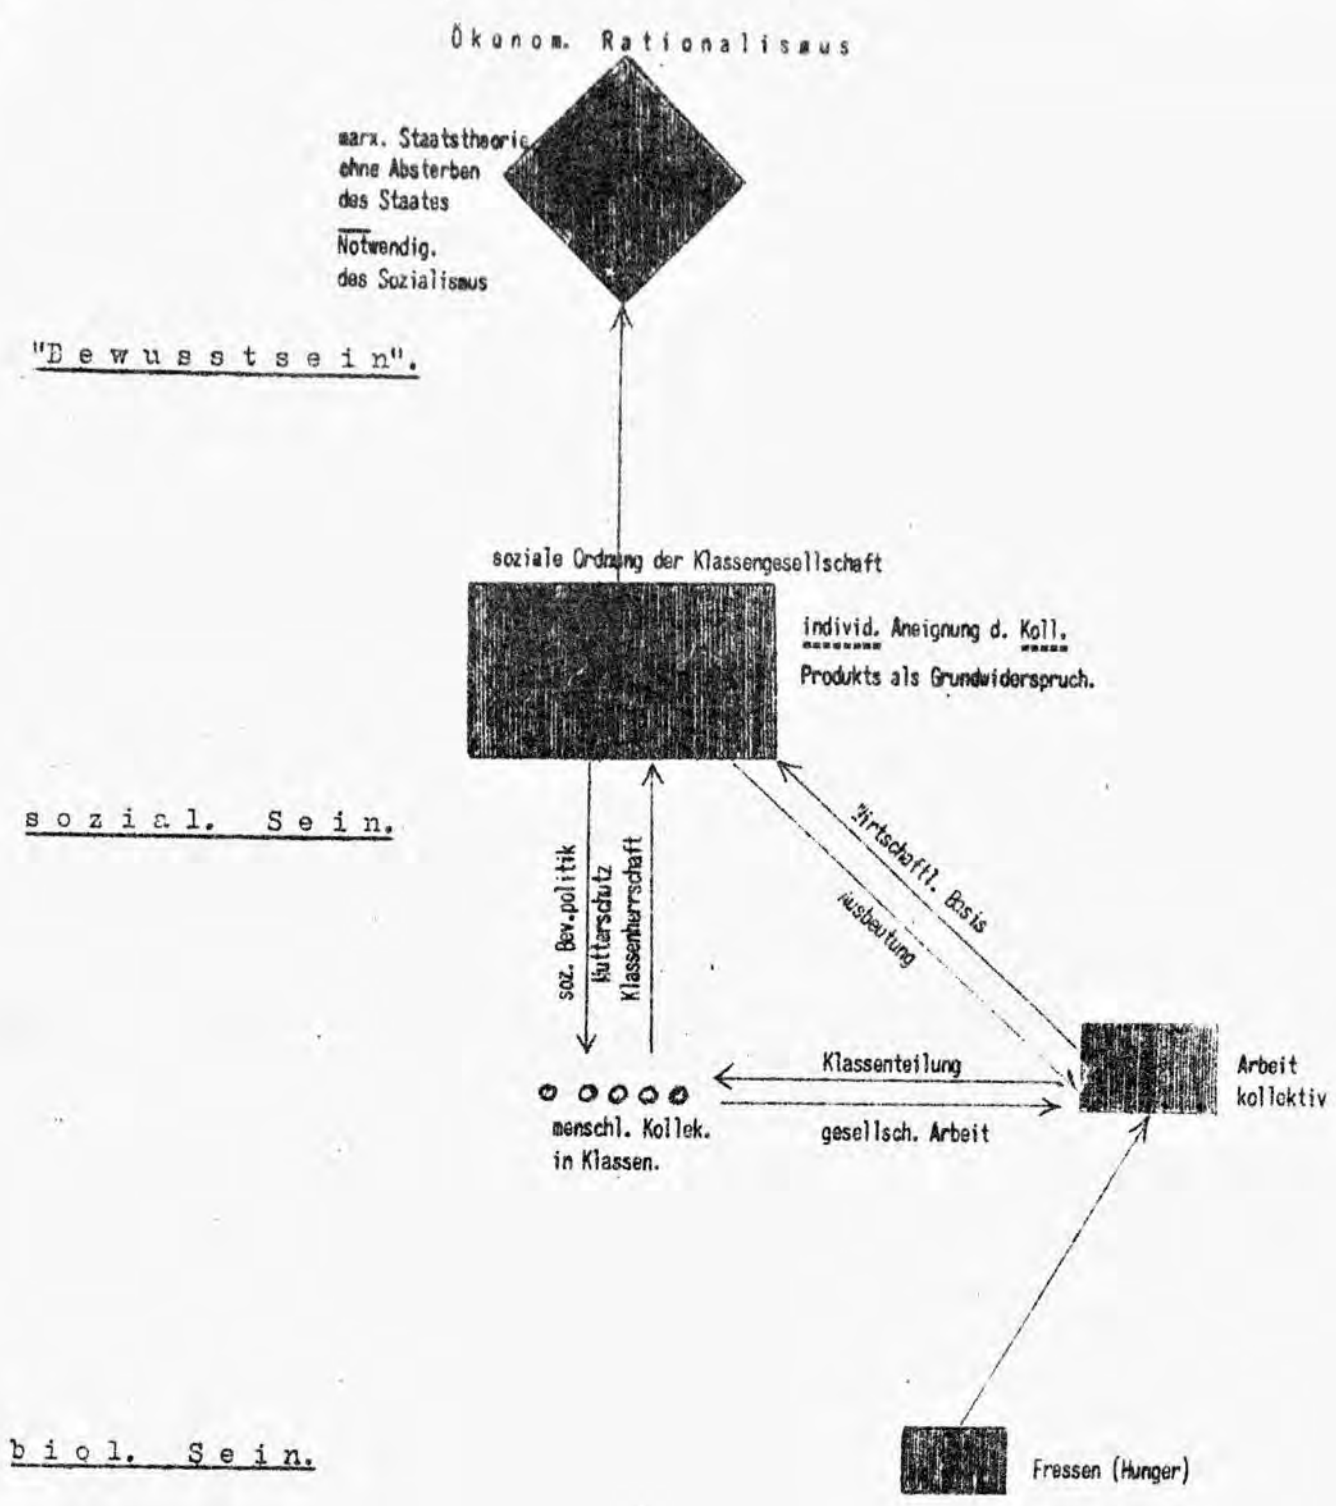 Ökonom. Rationalismus
marx. Staatstheorie
ohne Absterben
des Staates
Notwendig.
des Sozialismus
"Bewusstsein".
soziale Ordnung der Klassengesellschaft
individ. Aneignung d. Koll.
Produkts als Grundwiderspruch.
sozial. Sein.
soz. Bev.politik
Mutterschutz
Klassenherrschaft
Wirtschaftl. Basis
Ausbeutung
Klassenteilung
Arbeit
kollektiv
menschl. Kollek.
in Klassen.
gesellsch. Arbeit
biol. Sein.
Fressen (Hunger)